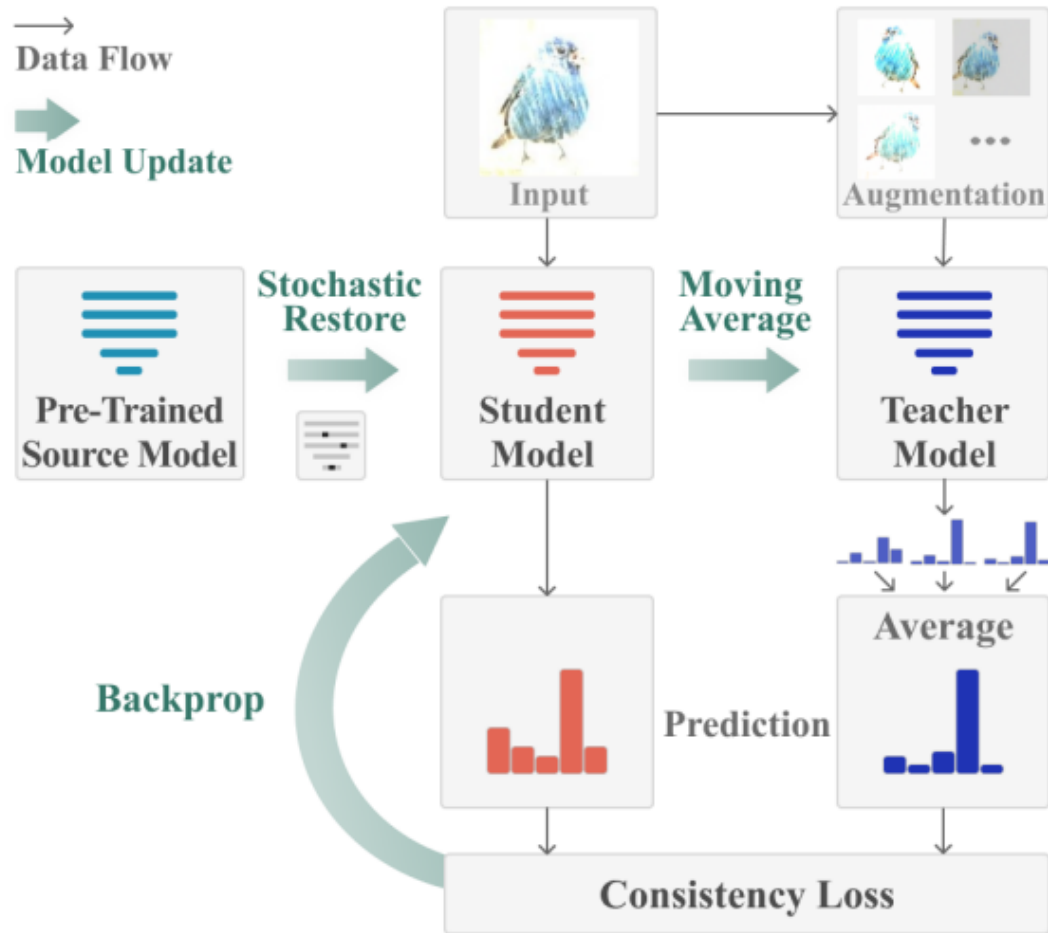 Data Flow
Model Update
Input
Augmentation
Pre-Trained
Source Model
Stochastic
Restore
Student
Model
Moving
Average
Teacher
Model
Backprop
Prediction
Average
Consistency Loss